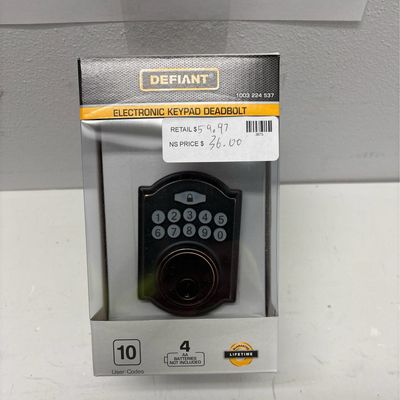 DEFIANT®
1003 224 537
ELECTRONIC KEYPAD DEADBOLT
RETAIL $ 59.97
NS PRICE $ 36.00
1 2 3 4 5
6 7 8 9 0
10
User Codes
4
AA
BATTERIES
NOT INCLUDED
LIFETIME